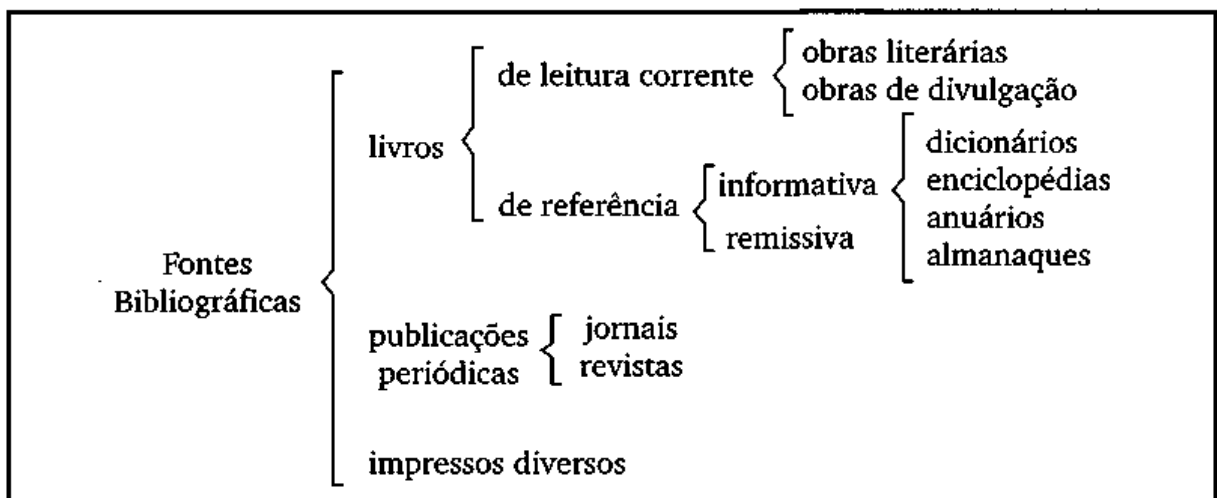 Fontes
Bibliográficas
livros
de leitura corrente
obras literárias
obras de divulgação
de referência
informativa
dicionários
enciclopédias
anuários
almanaques
remissiva
publicações
periódicas
jornais
revistas
impressos diversos